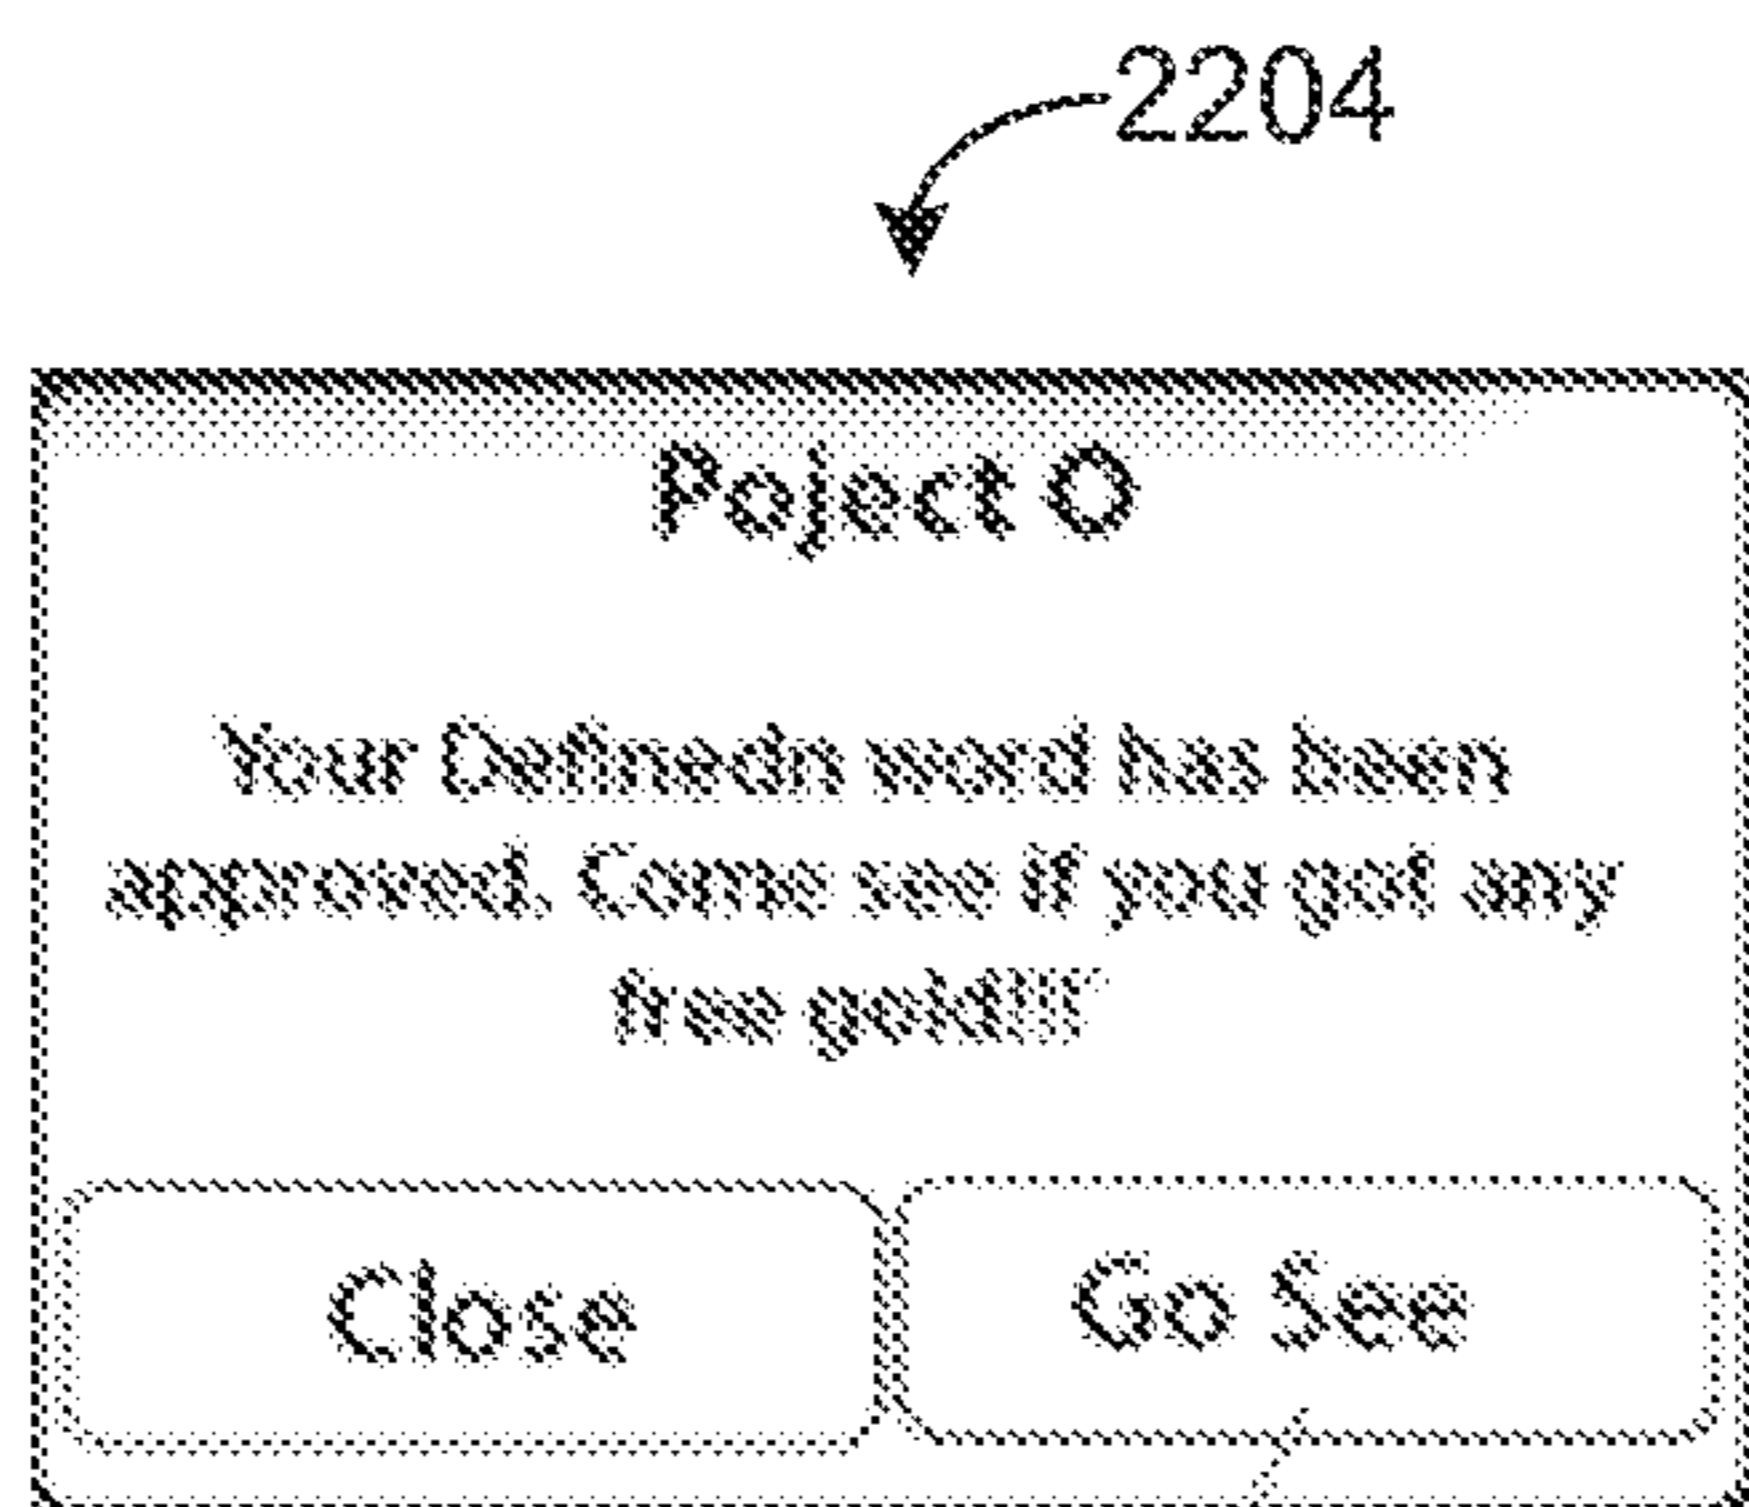 2204
Poject O
Your Definedn word has been
approved. Come see if you got any
free gold!!!
Close
Go See